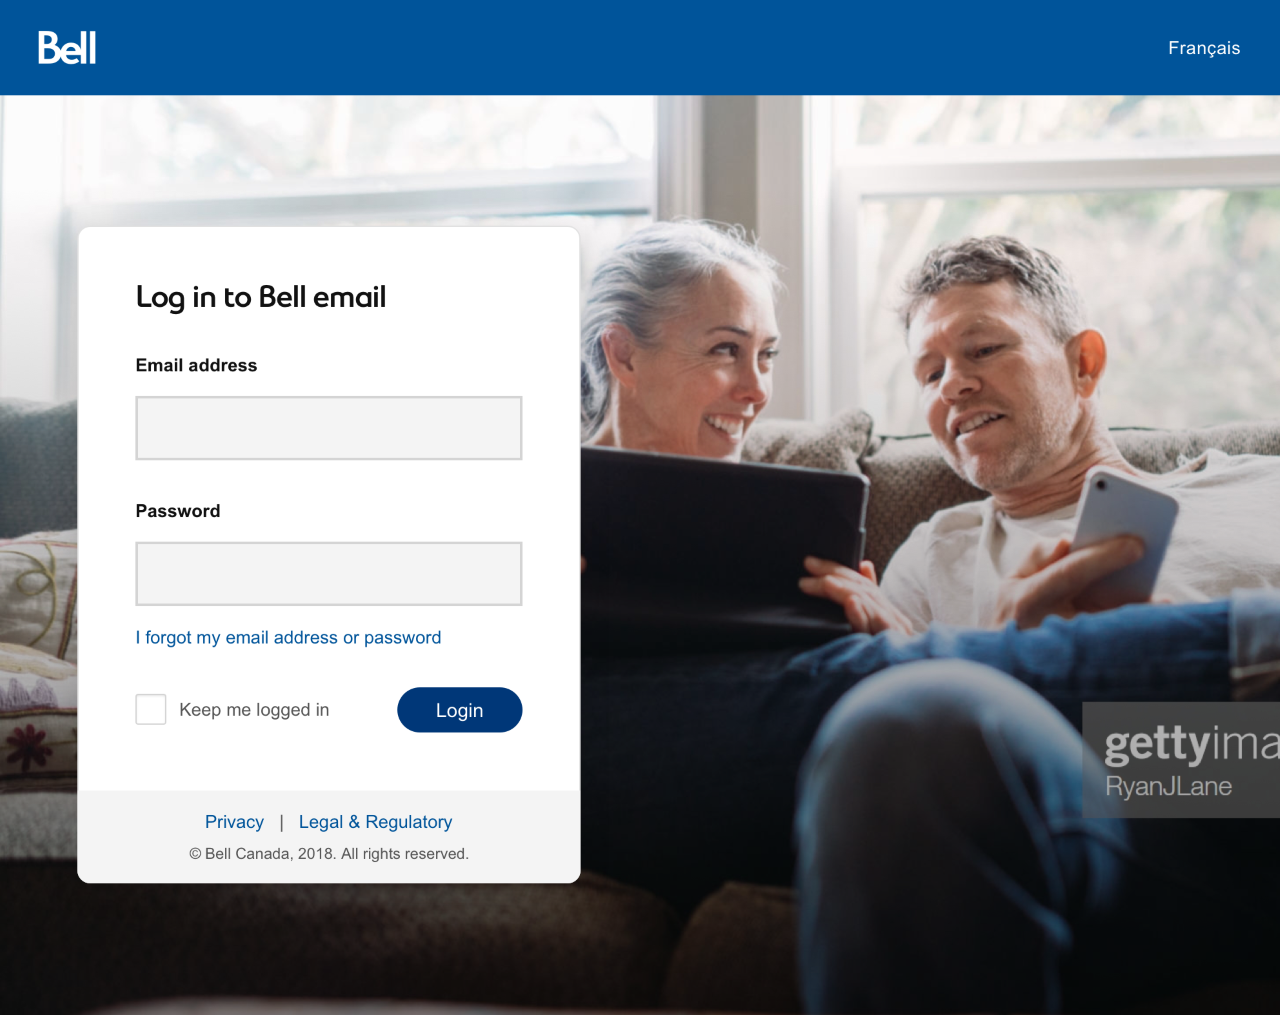 Bell
Français
Log in to Bell email
Email address
Password
I forgot my email address or password
Keep me logged in
Login
Privacy | Legal & Regulatory
© Bell Canada, 2018. All rights reserved.
gettyima
RyanJLane